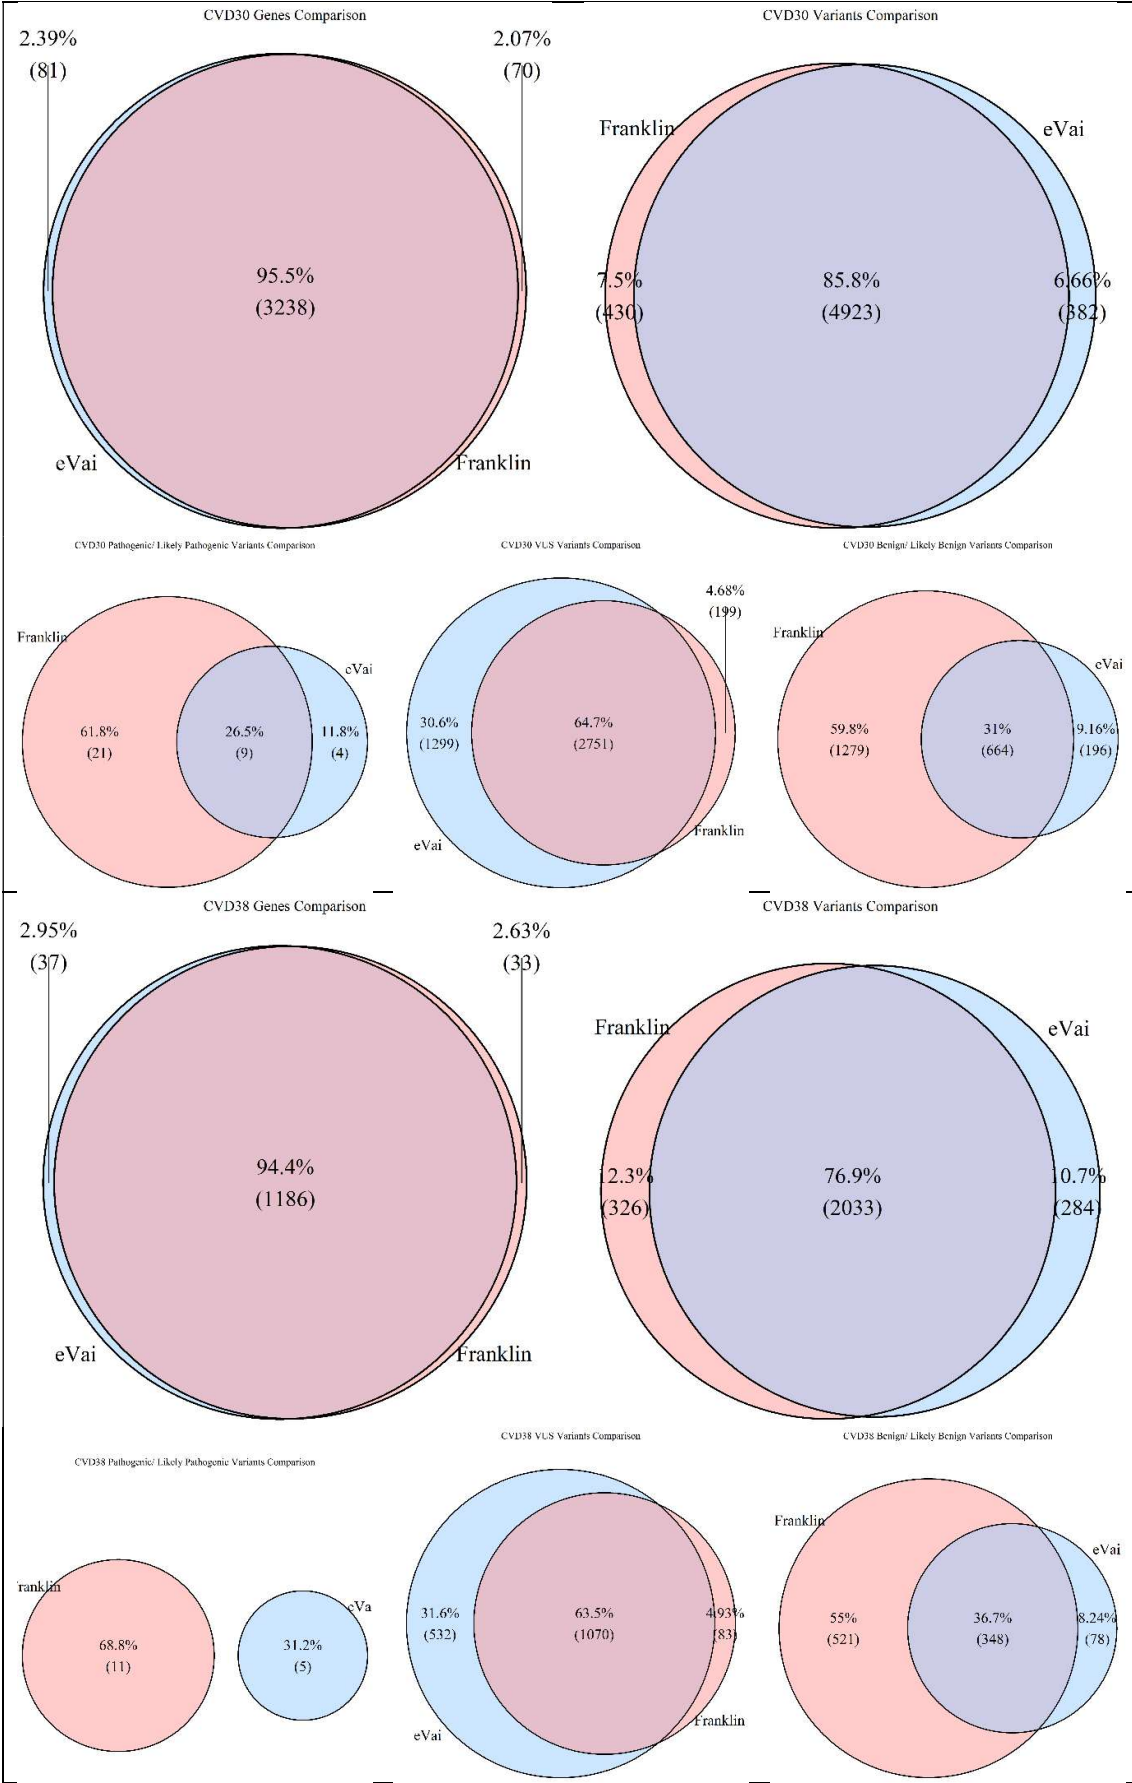 CVD30 Genes Comparison
2.39%
(81)
2.07%
(70)
95.5%
(3238)
eVai
Franklin
CVD30 Variants Comparison
Franklin
eVai
7.5%
(430)
85.8%
(4923)
6.66%
(382)
CVD30 Pathogenic/ Likely Pathogenic Variants Comparison
Franklin
eVai
61.8%
(21)
26.5%
(9)
11.8%
(4)
CVD30 VUS Variants Comparison
4.68%
(199)
30.6%
(1299)
64.7%
(2751)
eVai
Franklin
CVD30 Benign/ Likely Benign Variants Comparison
Franklin
eVai
59.8%
(1279)
31%
(664)
9.16%
(196)
CVD38 Genes Comparison
2.95%
(37)
2.63%
(33)
94.4%
(1186)
eVai
Franklin
CVD38 Variants Comparison
Franklin
eVai
12.3%
(326)
76.9%
(2033)
10.7%
(284)
CVD38 Pathogenic/ Likely Pathogenic Variants Comparison
ranklin
eVa
68.8%
(11)
31.2%
(5)
CVD38 VUS Variants Comparison
31.6%
(532)
63.5%
(1070)
4.93%
(83)
eVai
Franklin
CVD38 Benign/ Likely Benign Variants Comparison
Franklin
eVai
55%
(521)
36.7%
(348)
8.24%
(78)